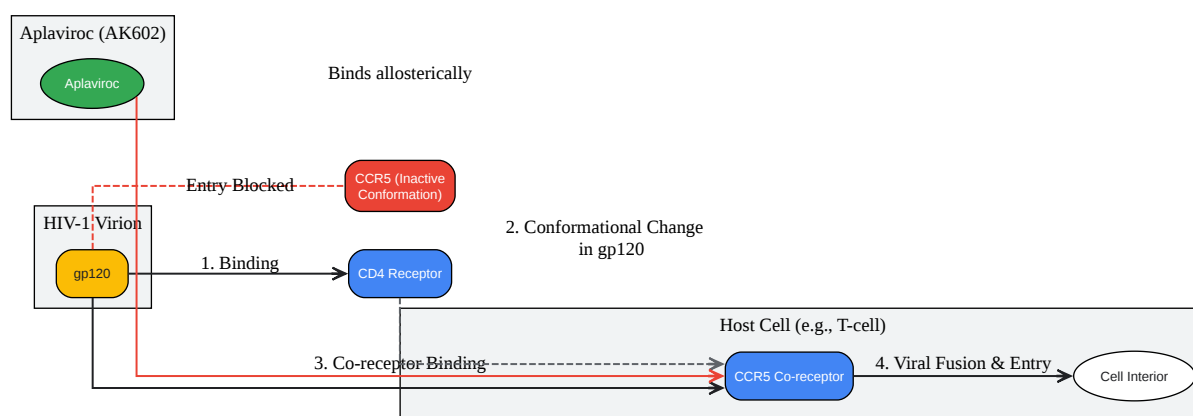 Aplaviroc (AK602)
Aplaviroc
Binds allosterically
CCR5 (Inactive
Conformation)
Entry Blocked
HIV-1 Virion
gp120
1. Binding
CD4 Receptor
2. Conformational Change
in gp120
Host Cell (e.g., T-cell)
3. Co-receptor Binding
CCR5 Co-receptor
4. Viral Fusion & Entry
Cell Interior